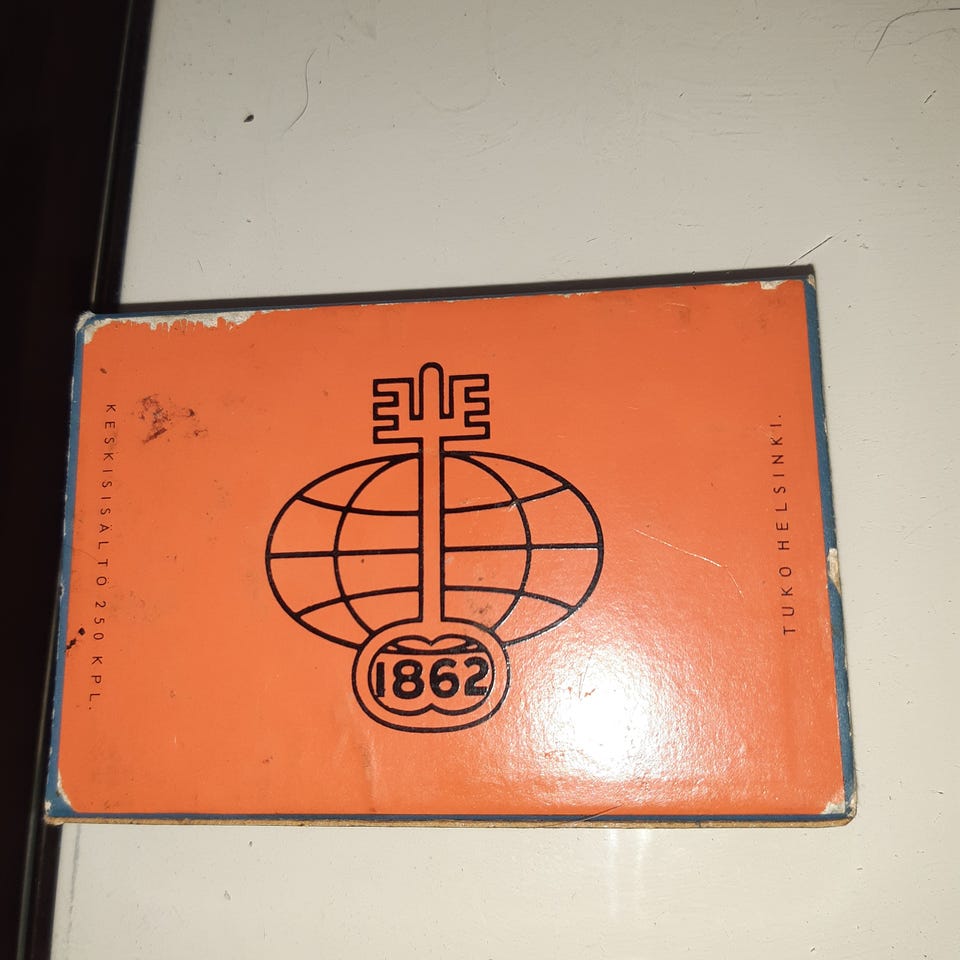 KESKISISÄLTÖ 250 KPL.
1862
TUKO HELSINKI.